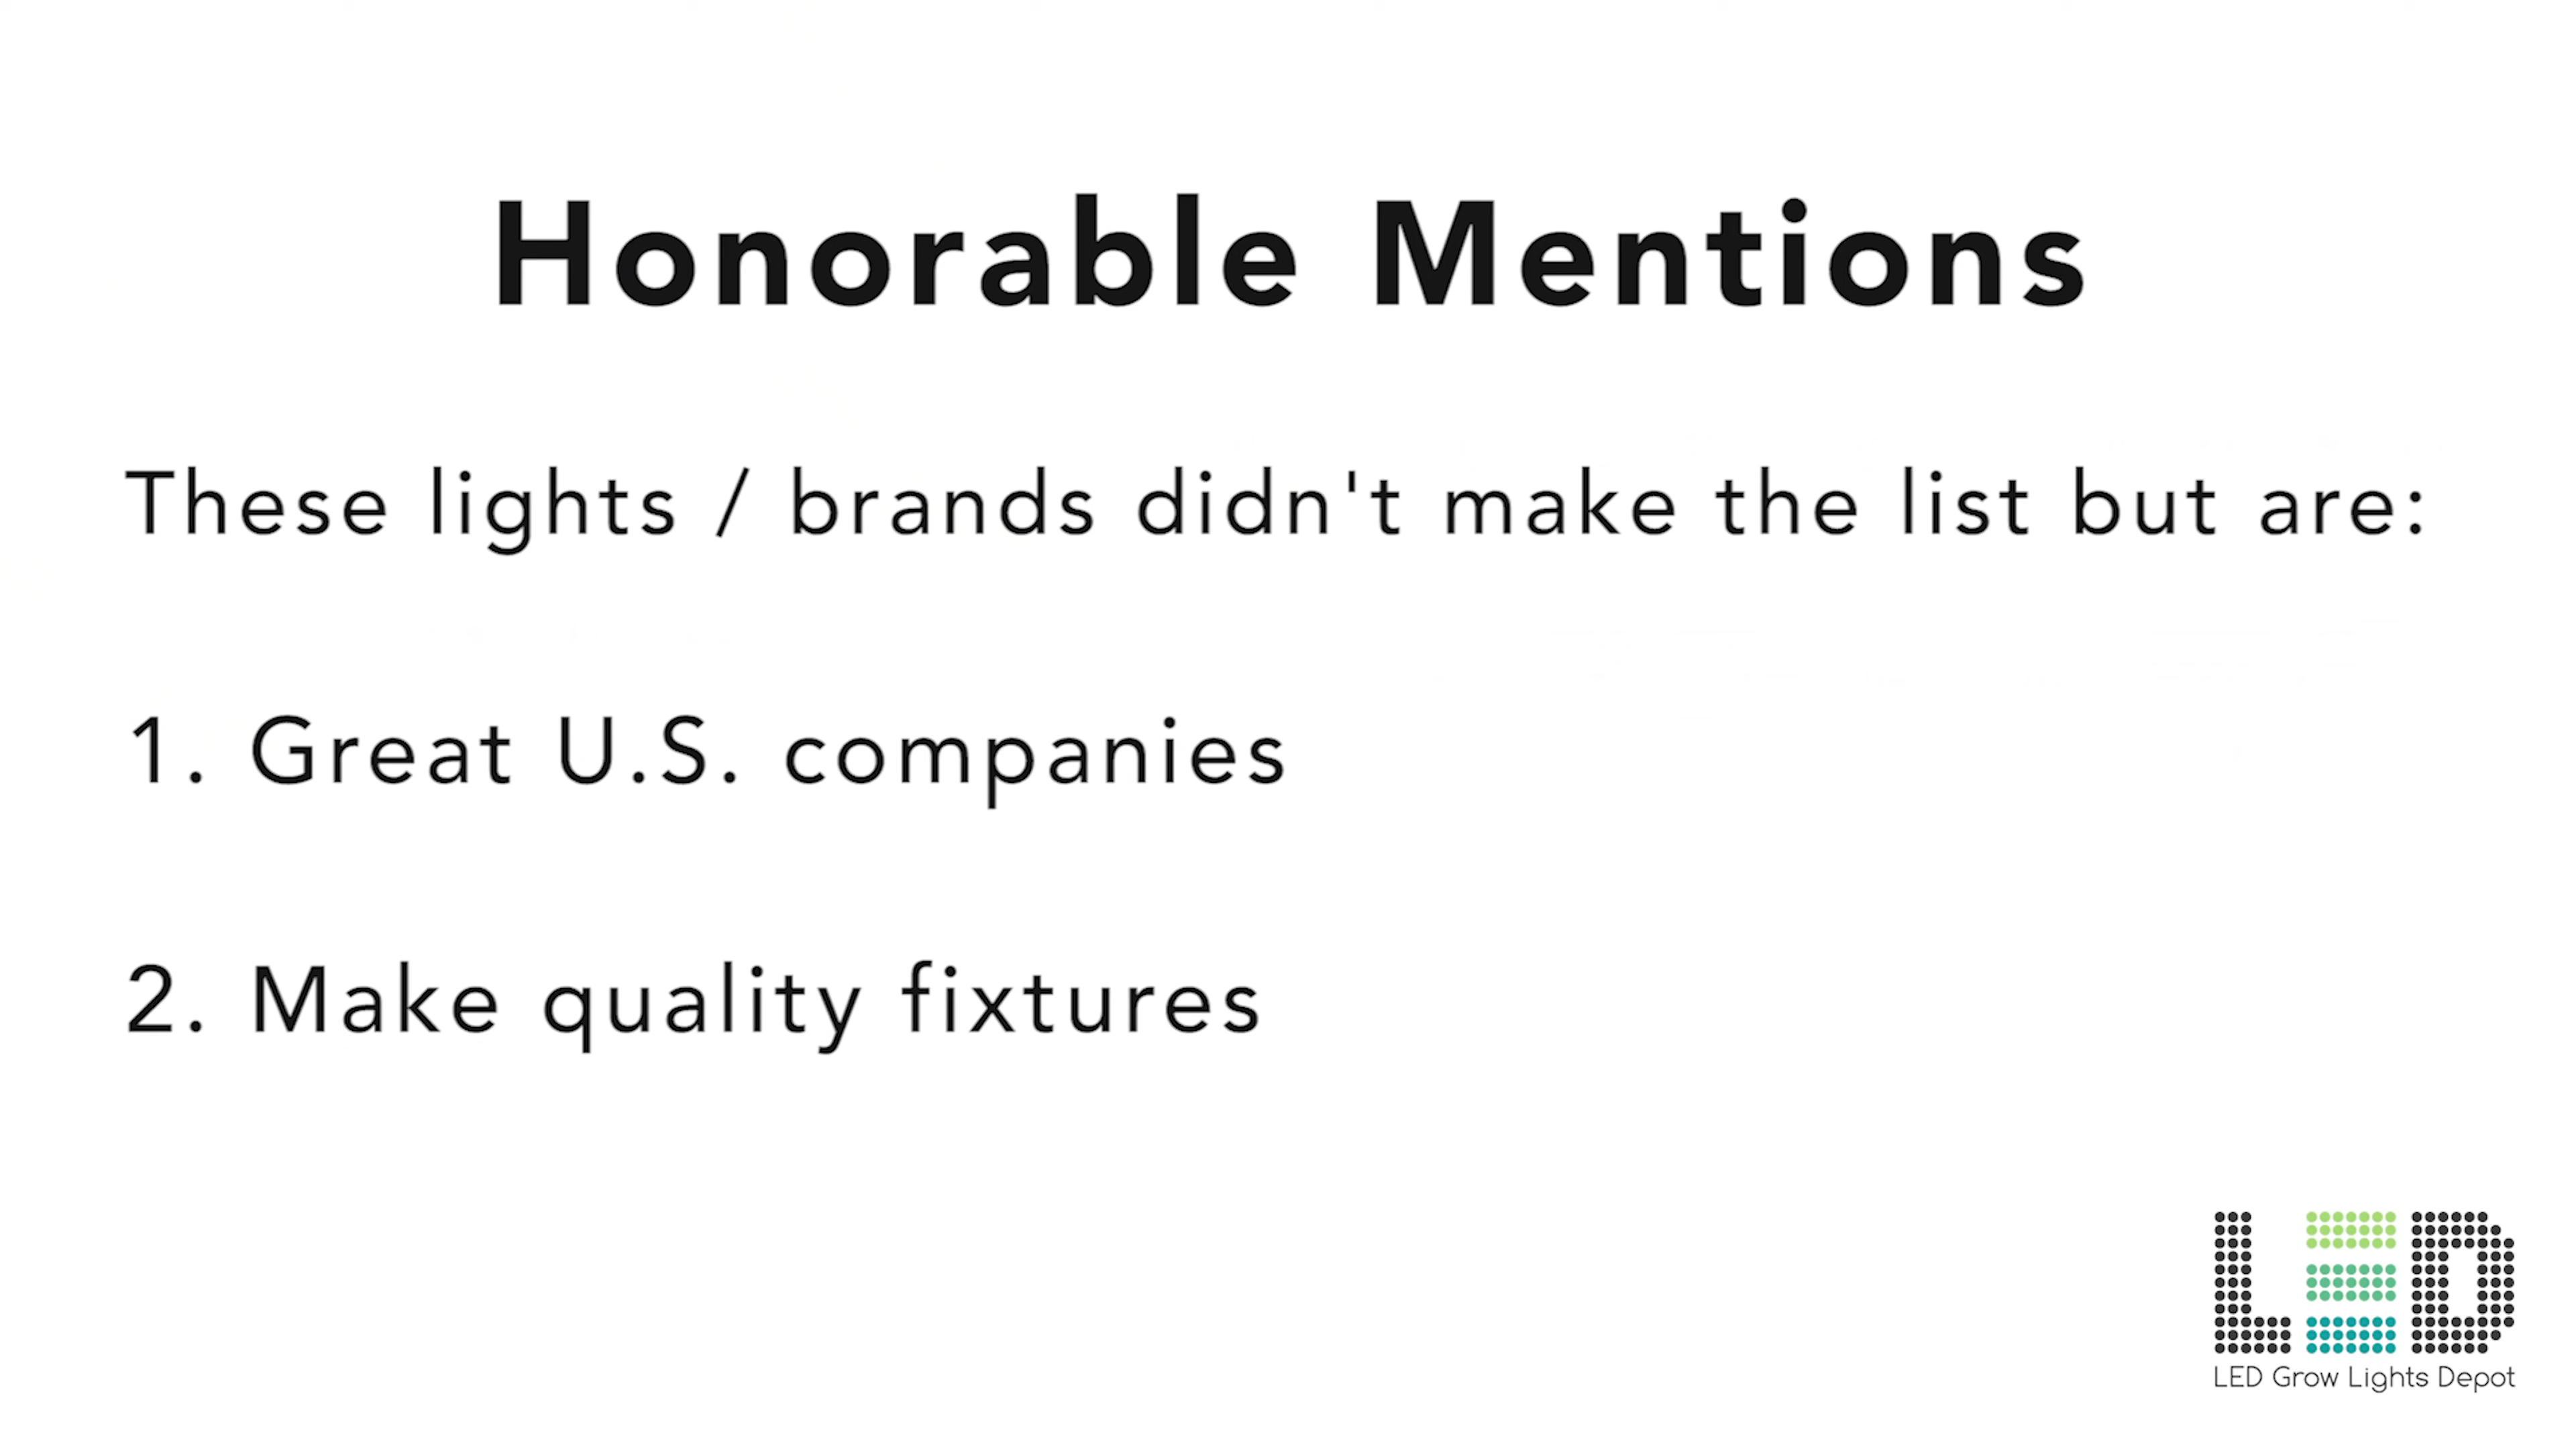 Honorable Mentions
These lights / brands didn't make the list but are:
1. Great U.S. companies
2. Make quality fixtures
LED
LED Grow Lights Depot